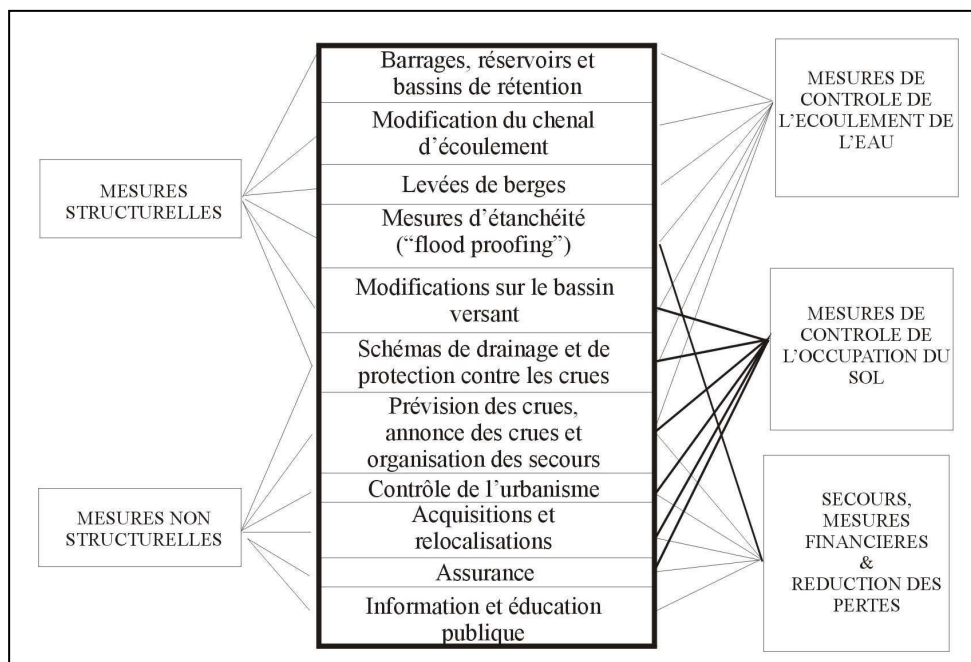 MESURES
STRUCTURELLES
MESURES NON
STRUCTURELLES
Barrages, réservoirs et
bassins de rétention
Modification du chenal
d’écoulement
Levées de berges
Mesures d’étanchéité
(“flood proofing”)
Modifications sur le bassin
versant
Schémas de drainage et de
protection contre les crues
Prévision des crues,
annonce des crues et
organisation des secours
Contrôle de l’urbanisme
Acquisitions et
relocalisations
Assurance
Information et éducation
publique
MESURES DE
CONTROLE DE
L’ECOULEMENT DE
L’EAU
MESURES DE
CONTROLE DE
L’OCCUPATION DU
SOL
SECOURS,
MESURES
FINANCIERES
&
REDUCTION DES
PERTES